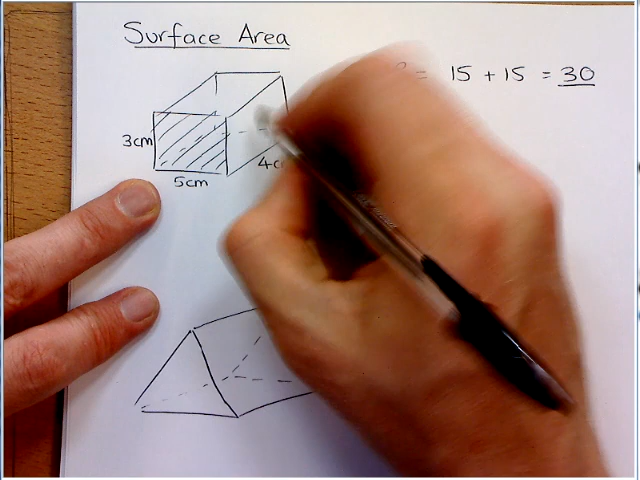 Surface Area
= 15 + 15 = 30
3cm
5cm